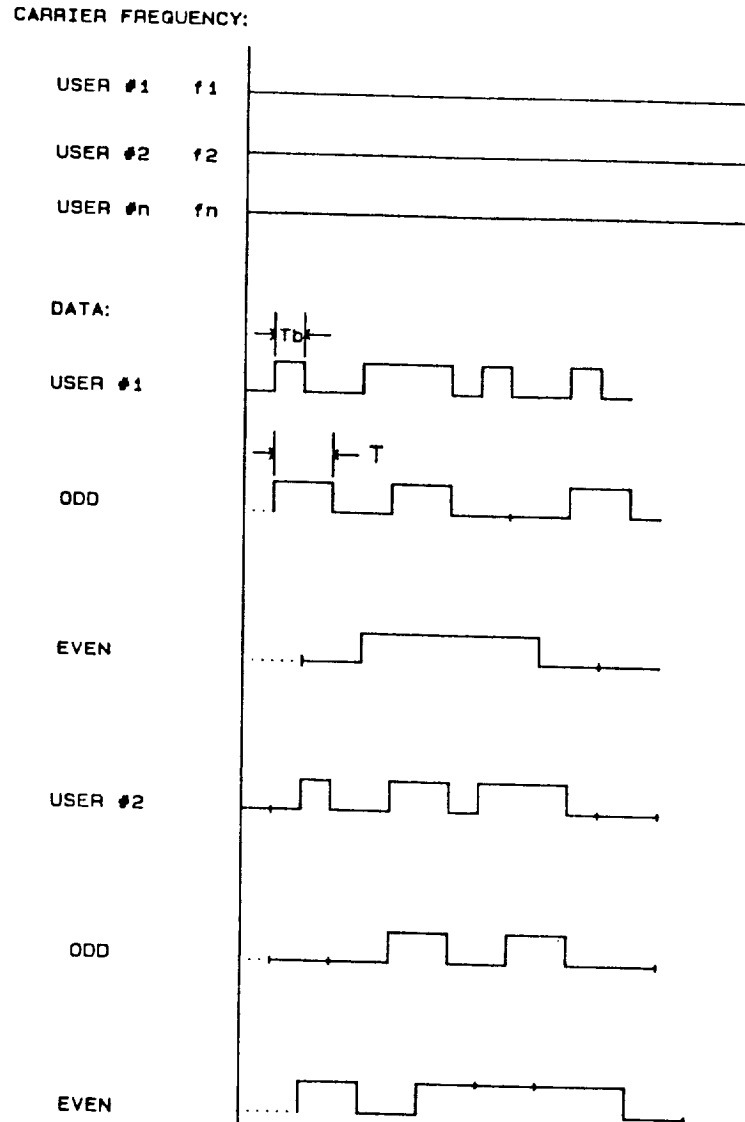 CARRIER FREQUENCY:
USER #1 f1
USER #2 f2
USER #n fn
DATA:
Tb
USER #1
T
ODD
EVEN
USER #2
ODD
EVEN